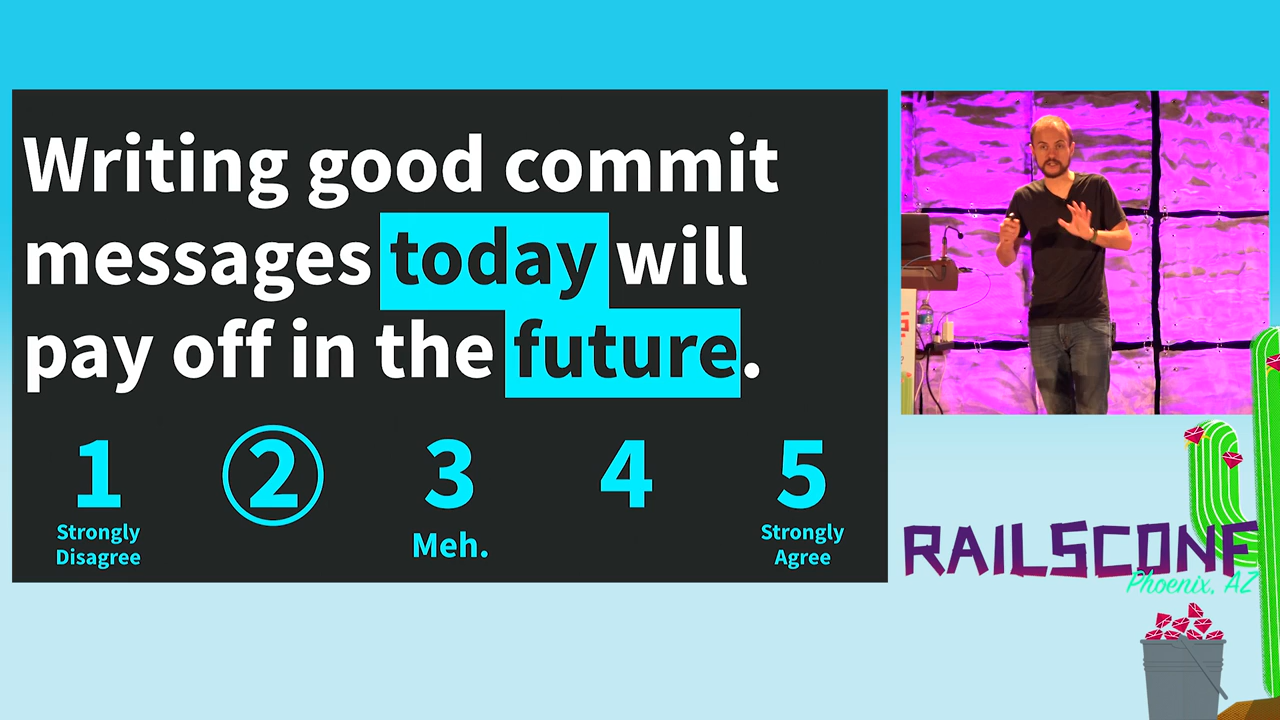 Writing good commit
messages today will
pay off in the future.
1 2 3 4 5
Strongly
Disagree
Meh.
Strongly
Agree
RAILSCONF
Phoenix, AZ